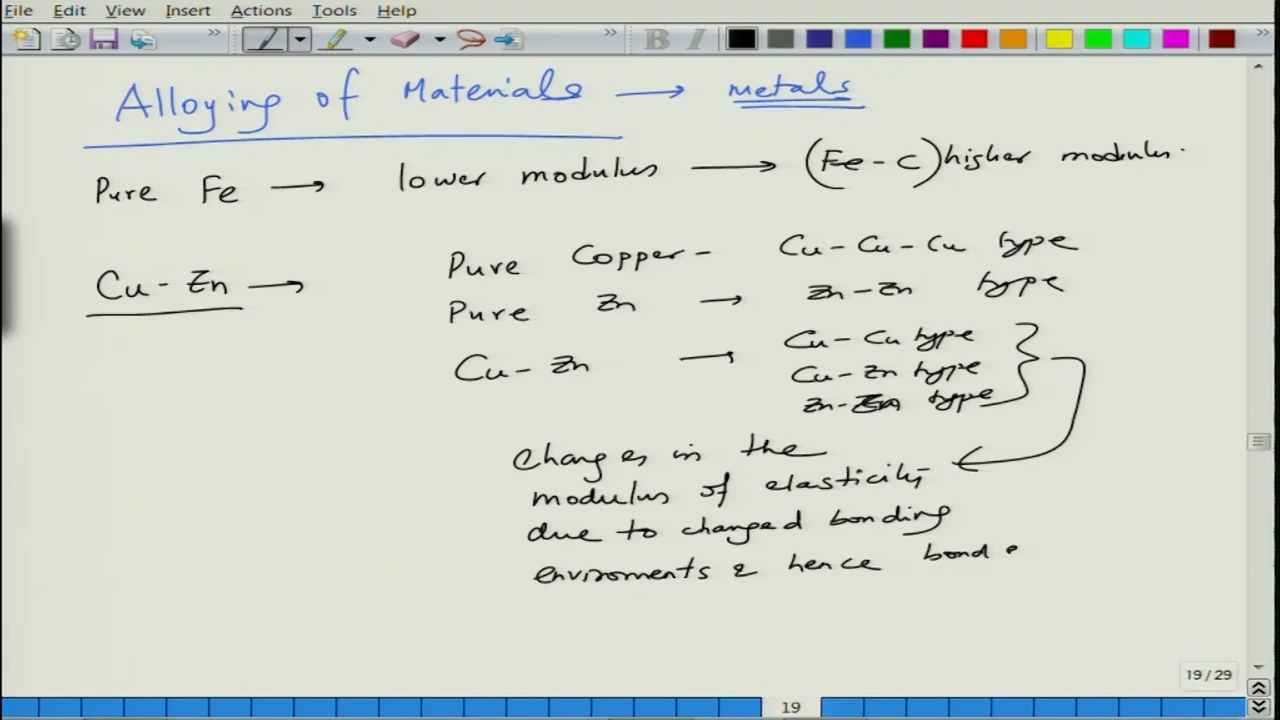 File Edit View Insert Actions Tools Help
B I
Alloying of Materials → metals
Pure Fe → lower modulus → (Fe - C) higher modulus.
Cu - Zn →
Pure Copper - Cu - Cu - Cu type
Pure Zn → Zn - Zn type
Cu - Zn → Cu - Cu type
Cu - Zn type
Zn - Zn type
Changes in the
modulus of elasticity
due to changed bonding
enviroments & hence bond
19 / 29
19